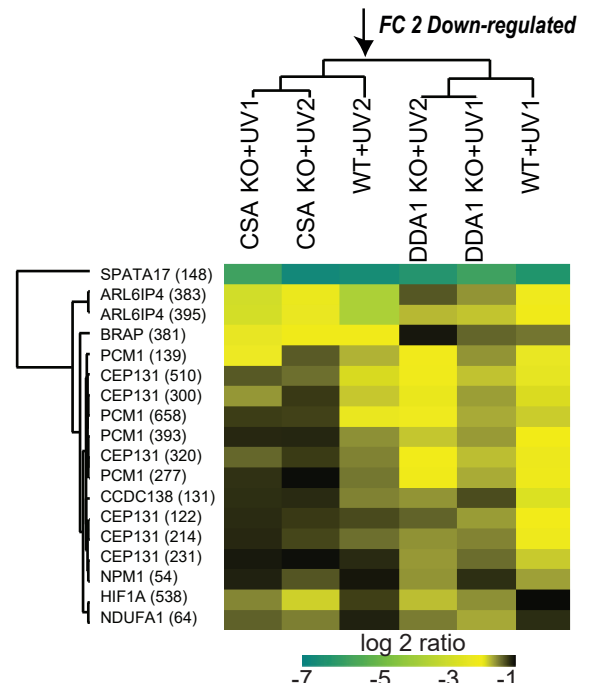 FC 2 Down-regulated
CSA KO+UV1
CSA KO+UV2
WT+UV2
DDA1 KO+UV2
DDA1 KO+UV1
WT+UV1
SPATA17 (148)
ARL6IP4 (383)
ARL6IP4 (395)
BRAP (381)
PCM1 (139)
CEP131 (510)
CEP131 (300)
PCM1 (658)
PCM1 (393)
CEP131 (320)
PCM1 (277)
CCDC138 (131)
CEP131 (122)
CEP131 (214)
CEP131 (231)
NPM1 (54)
HIF1A (538)
NDUFA1 (64)
log 2 ratio
-7 -5 -3 -1